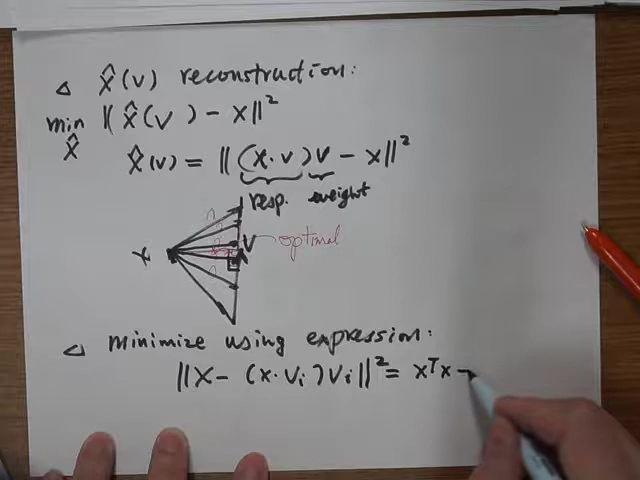 △ X̂(v) reconstruction:
min ‖X̂(v) - x‖²
X̂
X̂(v) = ‖(x·v)v - x‖²
resp. weight
x
v optimal
△ minimize using expression:
‖x - (x·vᵢ)vᵢ‖² = xᵀx -